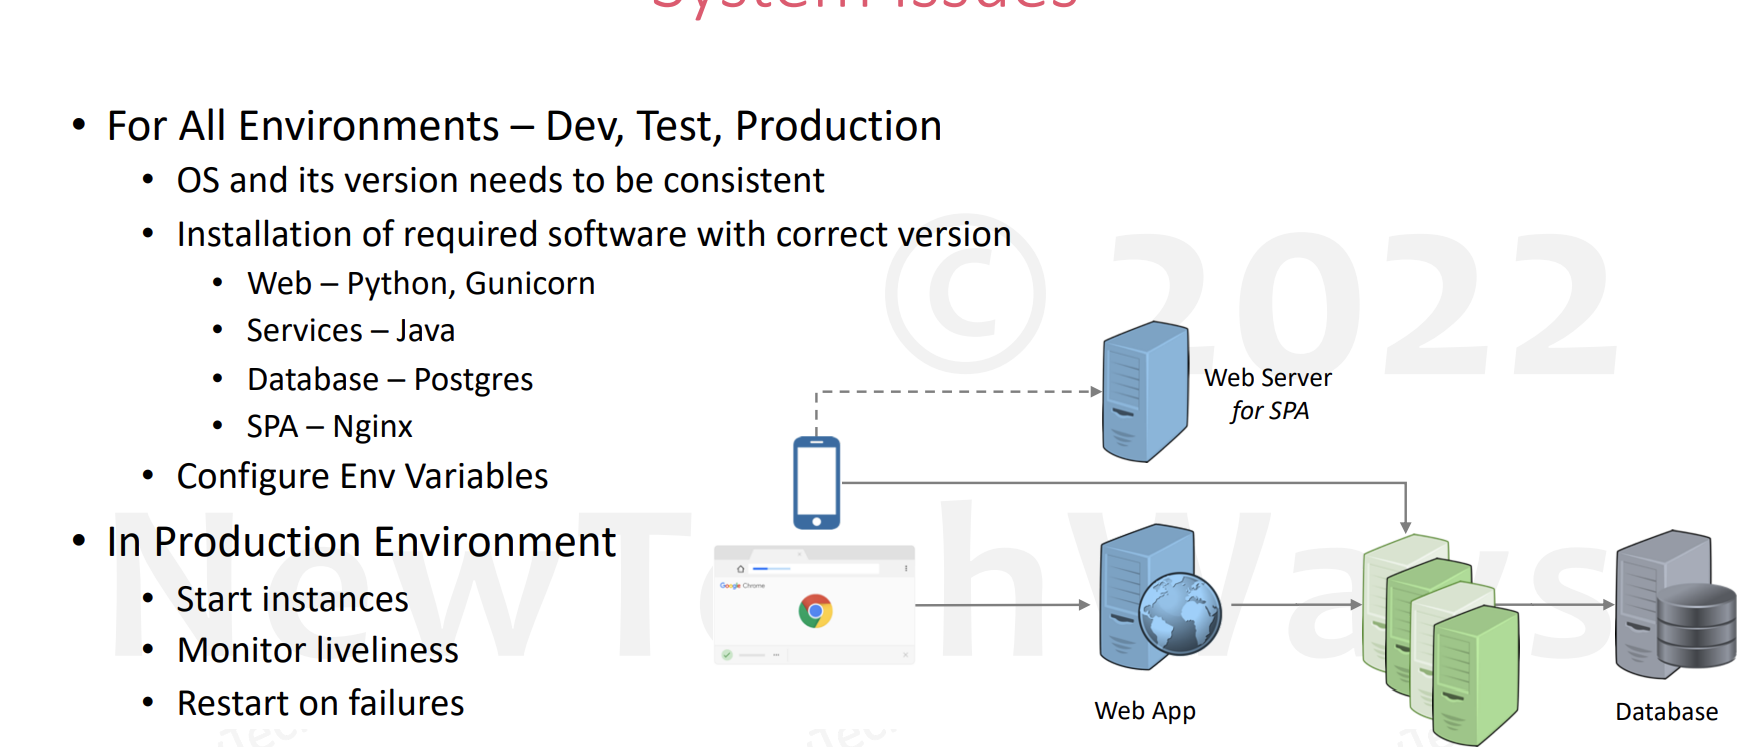 System Issues
• For All Environments – Dev, Test, Production
• OS and its version needs to be consistent
• Installation of required software with correct version
• Web – Python, Gunicorn
• Services – Java
• Database – Postgres
• SPA – Nginx
• Configure Env Variables
• In Production Environment
• Start instances
• Monitor liveliness
• Restart on failures
Web Server
for SPA
Google Chrome
Web App
Database
© 2022
NewTechWays